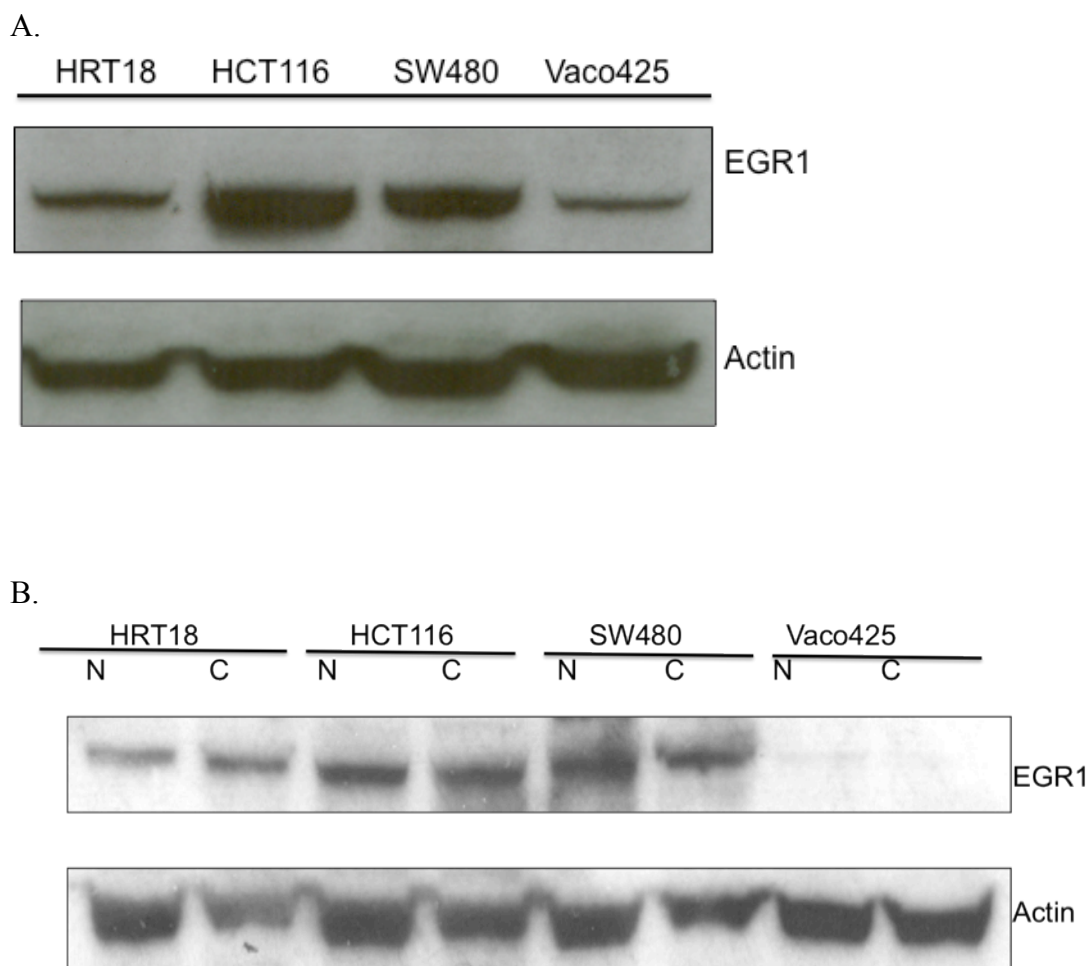 A.
HRT18 HCT116 SW480 Vaco425
EGR1
Actin
B.
HRT18 HCT116 SW480 Vaco425
N C N C N C N C
EGR1
Actin